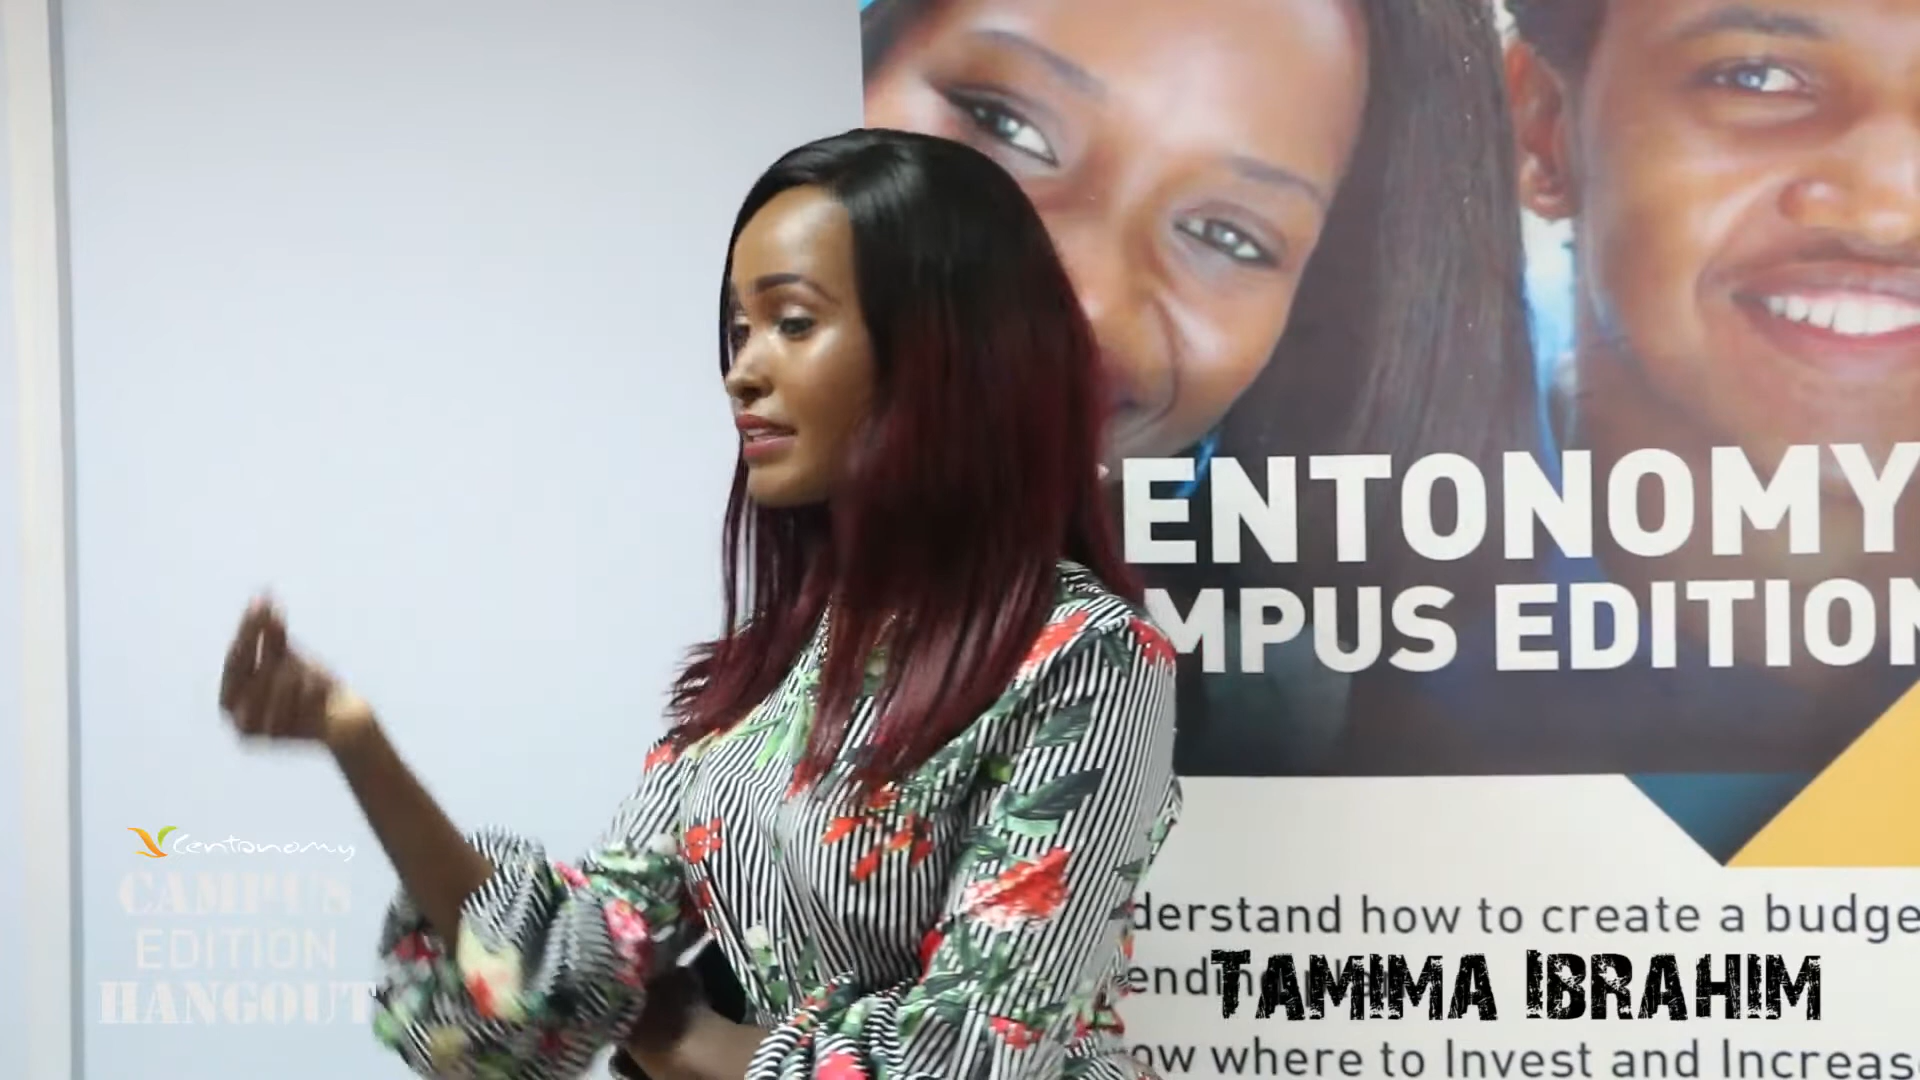 ENTONOMY
MPUS EDITION
Centonomy
CAMPUS
EDITION
HANGOUT
derstand how to create a budge
TAMIMA IBRAHIM
ow where to Invest and Increas